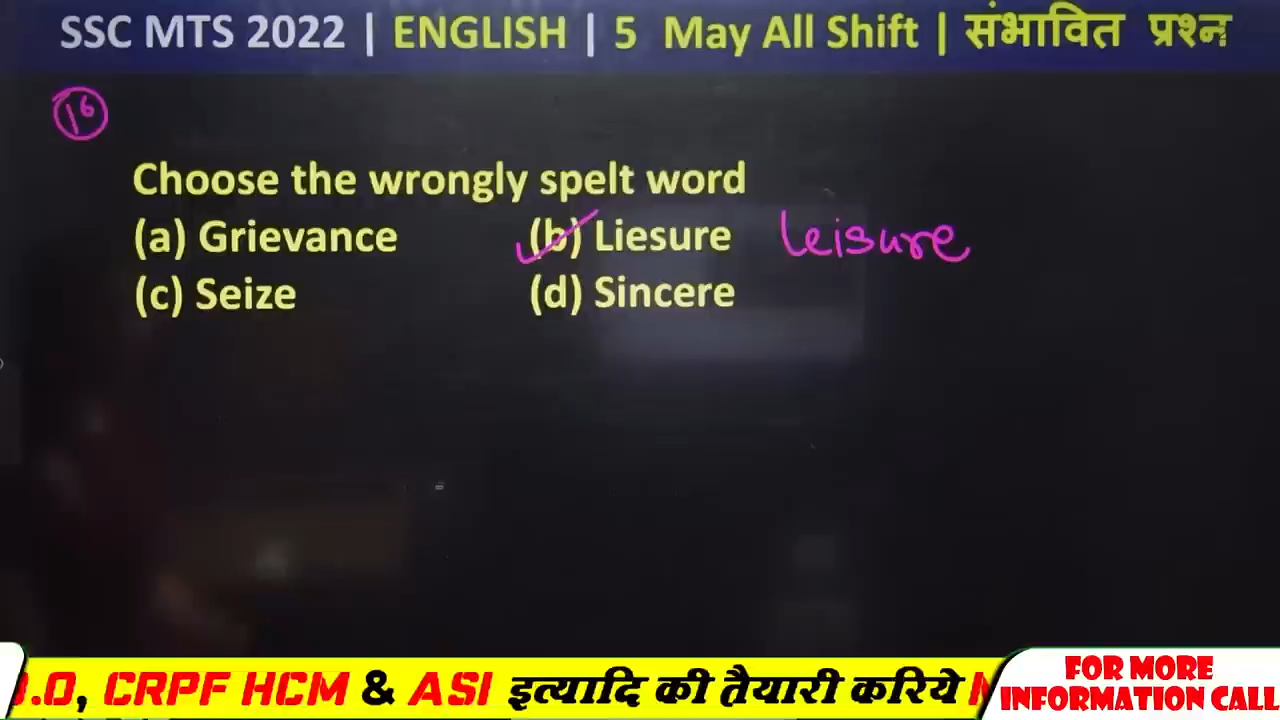 SSC MTS 2022 | ENGLISH | 5 May All Shift | संभावित प्रश्न
16
Choose the wrongly spelt word
(a) Grievance (b) Liesure leisure
(c) Seize (d) Sincere
B.O, CRPF HCM & ASI इत्यादि की तैयारी करिये
FOR MORE
INFORMATION CALL